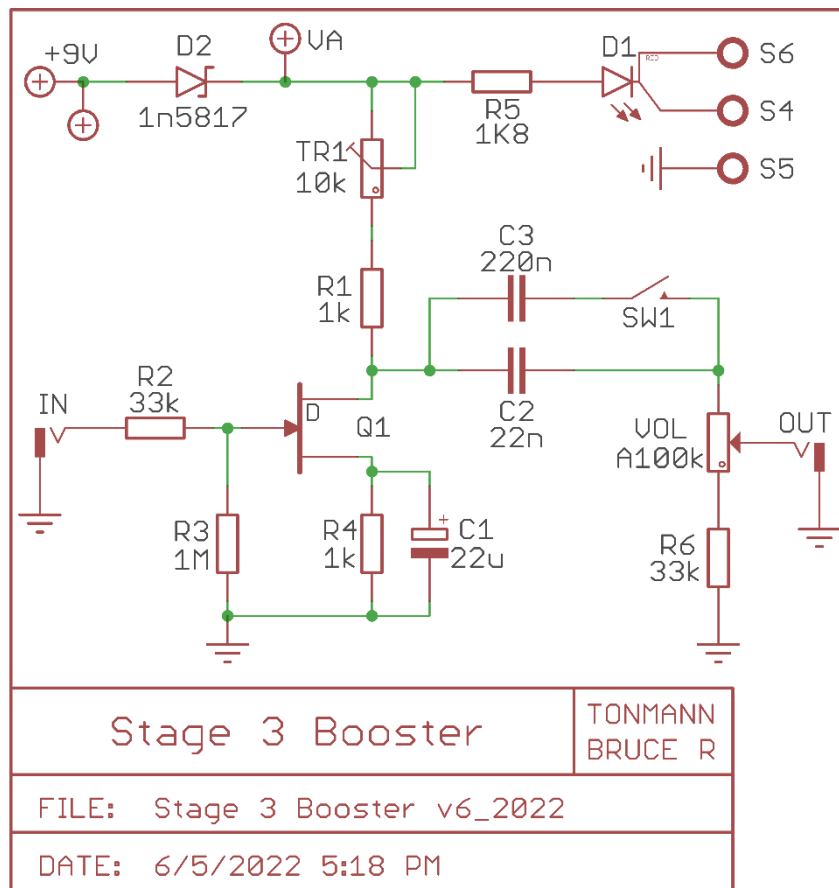 +9V
D2
1n5817
VA
R5
1K8
D1
RED
S6
S4
S5
TR1
10k
R1
1k
C3
220n
SW1
C2
22n
IN
R2
33k
D
Q1
VOL
A100k
OUT
R3
1M
R4
1k
+
C1
22u
R6
33k
Stage 3 Booster
TONMANN
BRUCE R
FILE: Stage 3 Booster v6_2022
DATE: 6/5/2022 5:18 PM